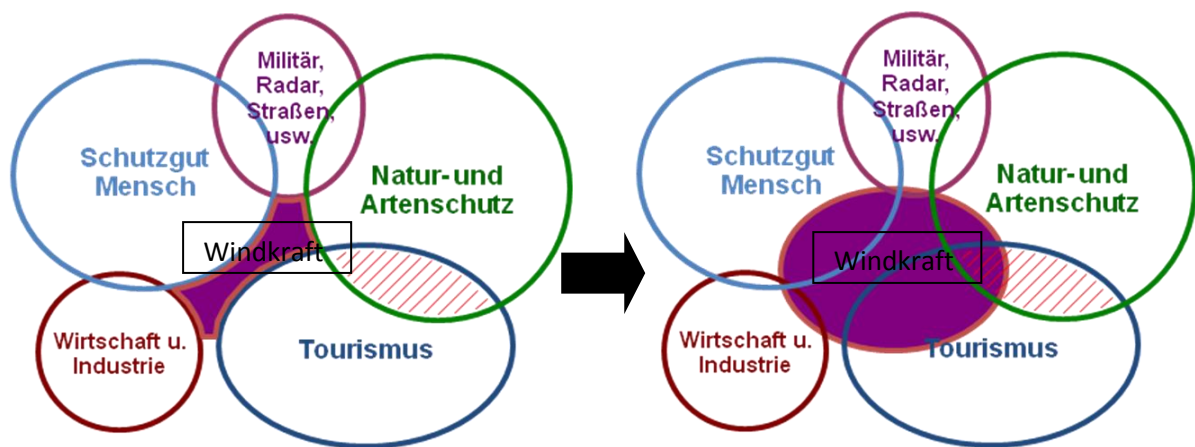 Militär,
Radar,
Straßen,
usw.
Schutzgut
Mensch
Natur-und
Artenschutz
Windkraft
Wirtschaft u.
Industrie
Tourismus
Militär,
Radar,
Straßen,
usw.
Schutzgut
Mensch
Natur-und
Artenschutz
Windkraft
Wirtschaft u.
Industrie
Tourismus